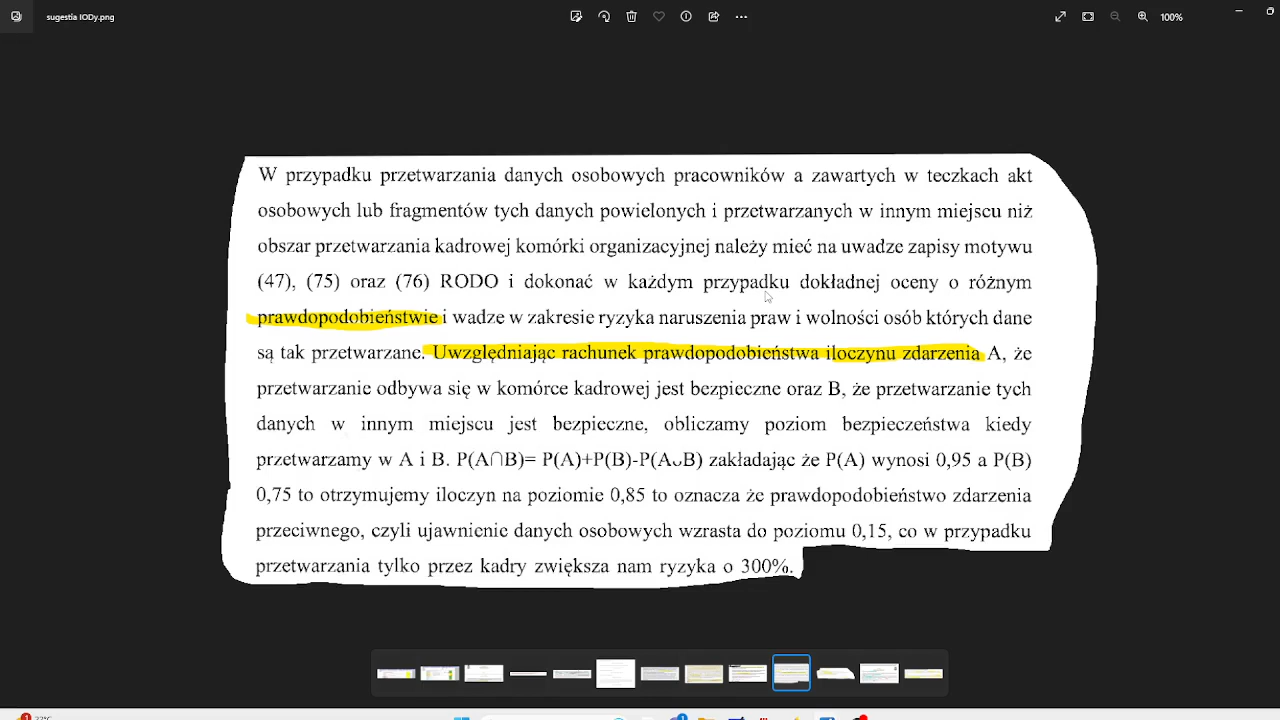 sugestia IODy.png
100%
W przypadku przetwarzania danych osobowych pracowników a zawartych w teczkach akt
osobowych lub fragmentów tych danych powielonych i przetwarzanych w innym miejscu niż
obszar przetwarzania kadrowej komórki organizacyjnej należy mieć na uwadze zapisy motywu
(47), (75) oraz (76) RODO i dokonać w każdym przypadku dokładnej oceny o różnym
prawdopodobieństwie i wadze w zakresie ryzyka naruszenia praw i wolności osób których dane
są tak przetwarzane. Uwzględniając rachunek prawdopodobieństwa iloczynu zdarzenia A, że
przetwarzanie odbywa się w komórce kadrowej jest bezpieczne oraz B, że przetwarzanie tych
danych w innym miejscu jest bezpieczne, obliczamy poziom bezpieczeństwa kiedy
przetwarzamy w A i B. P(A∩B)= P(A)+P(B)-P(A∪B) zakładając że P(A) wynosi 0,95 a P(B)
0,75 to otrzymujemy iloczyn na poziomie 0,85 to oznacza że prawdopodobieństwo zdarzenia
przeciwnego, czyli ujawnienie danych osobowych wzrasta do poziomu 0,15, co w przypadku
przetwarzania tylko przez kadry zwiększa nam ryzyka o 300%.